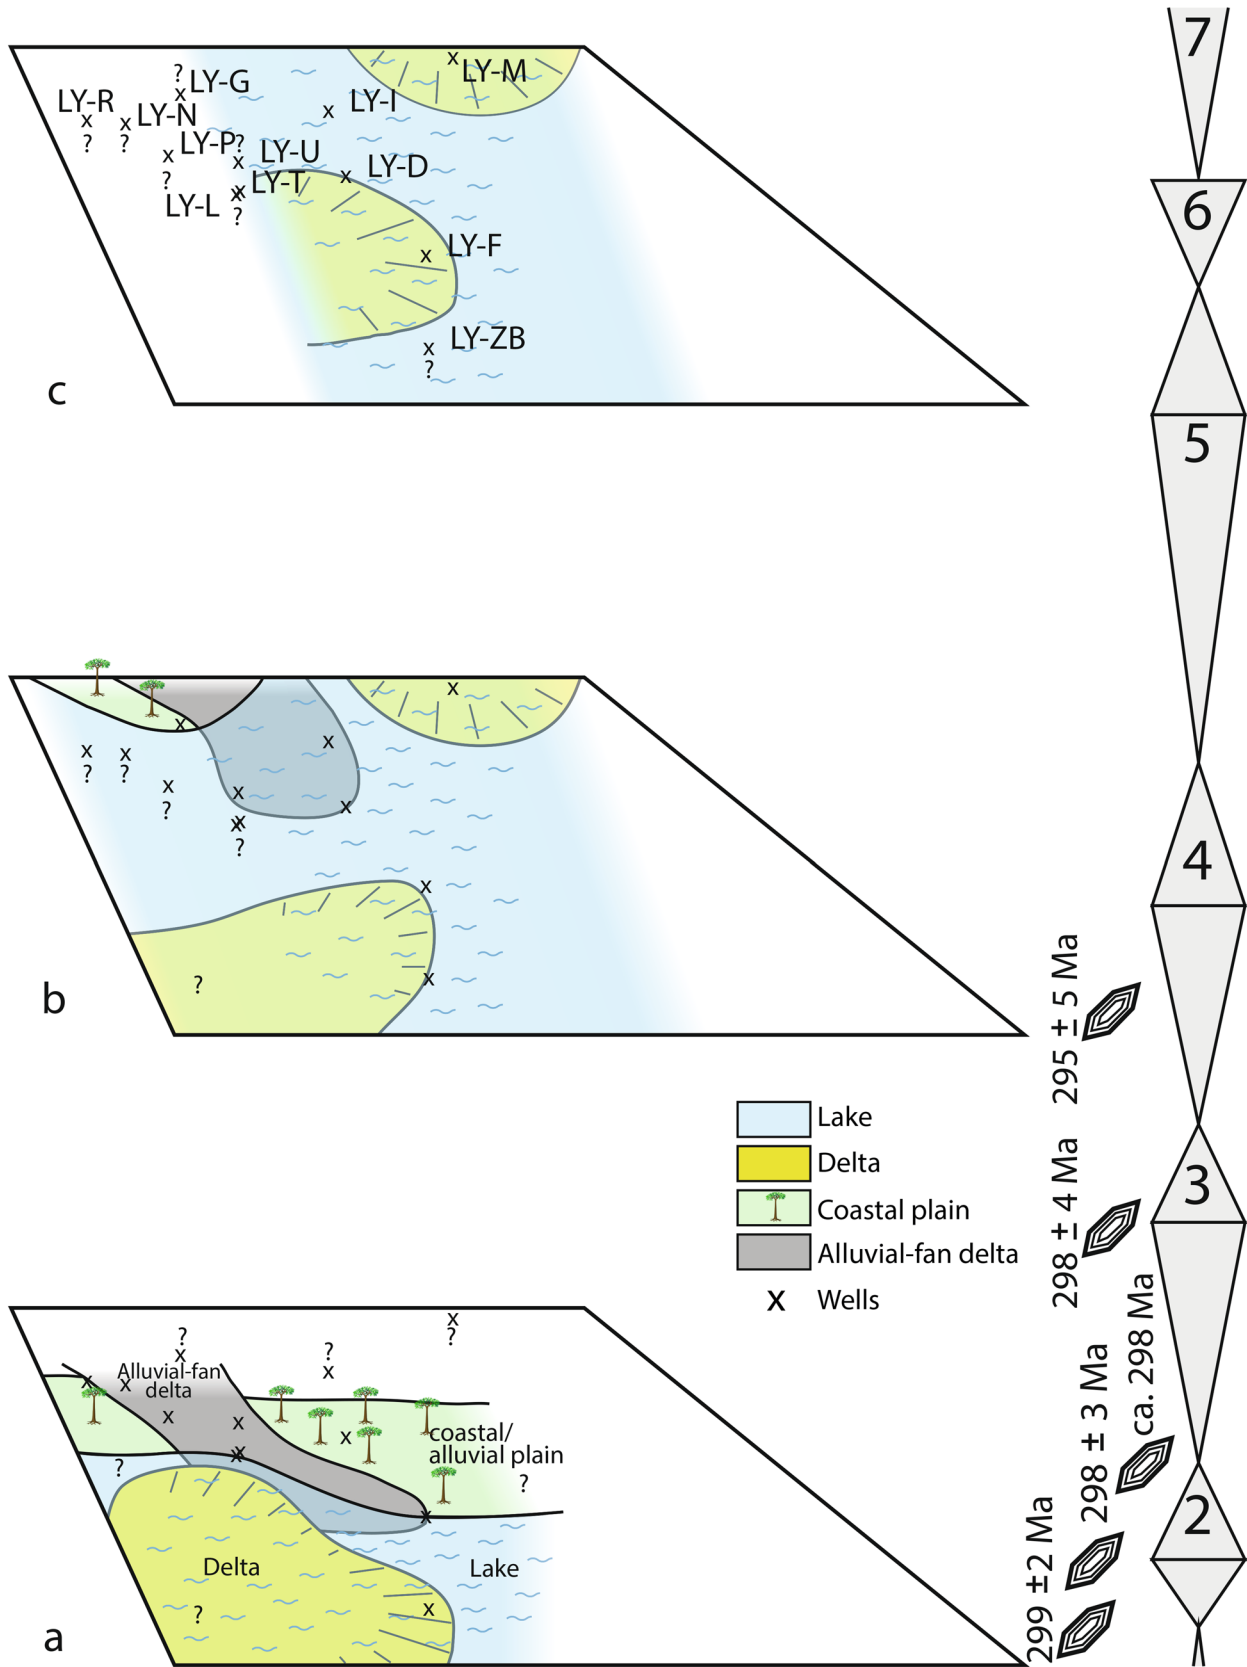 7
?
LY-G
x
LY-M
x
LY-R
x
?
x
LY-N
?
x
LY-I
x
LY-P
?
?
x
LY-U
x
LY-D
x
LY-T
LY-L
?
6
x
LY-F
x
LY-ZB
?
c
5
x
x
x
?
x
?
x
?
x
x
x
?
x
x
?
b
4
295 ± 5 Ma
Lake
Delta
Coastal plain
Alluvial-fan delta
x Wells
298 ± 4 Ma
3
ca. 298 Ma
298 ± 3 Ma
299 ±2 Ma
2
?
x
?
x
x
?
x
x
Alluvial-fan
delta
x
x
x
x
coastal/
alluvial plain
?
?
x
Delta
Lake
?
x
a